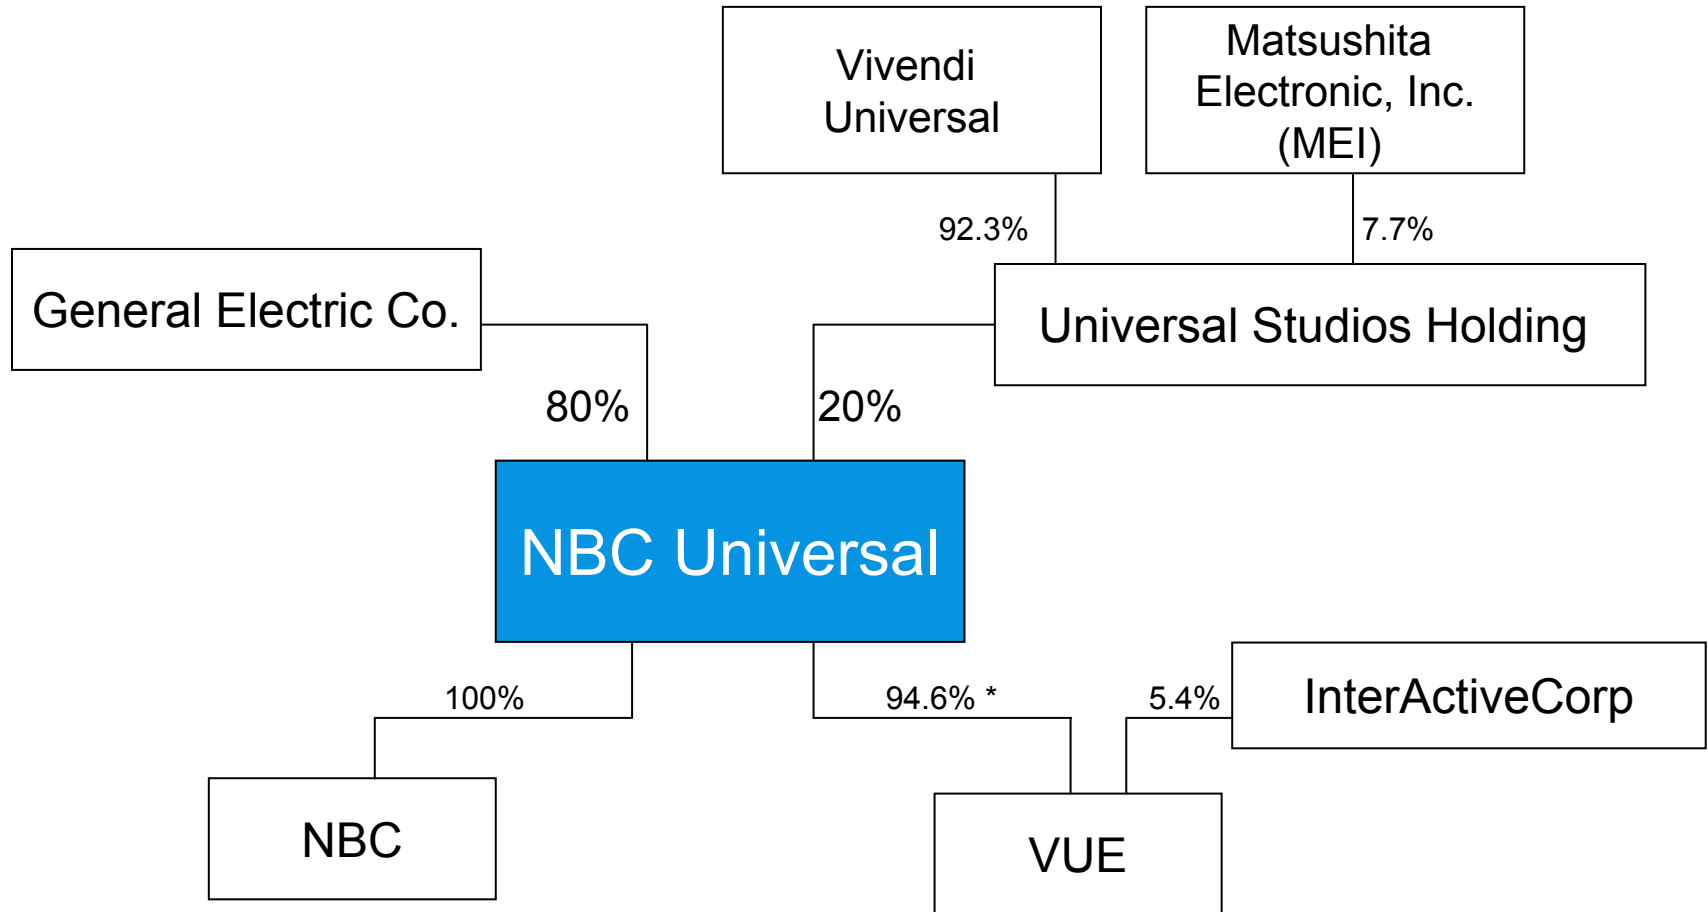 Vivendi
Universal
Matsushita
Electronic, Inc.
(MEI)
92.3%
7.7%
General Electric Co.
Universal Studios Holding
80%
20%
NBC Universal
100%
94.6% *
5.4%
InterActiveCorp
NBC
VUE